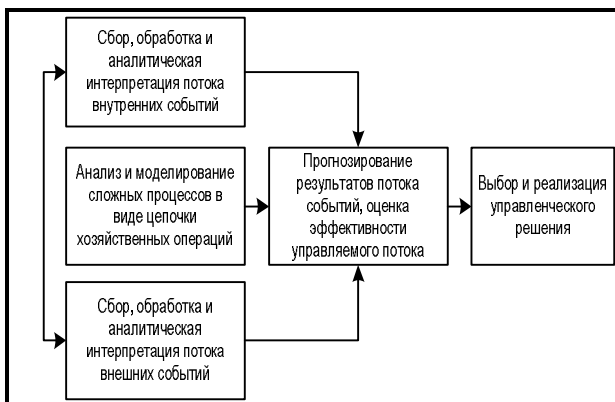 Сбор, обработка и
аналитическая
интерпретация потока
внутренних событий
Анализ и моделирование
сложных процессов в
виде цепочки
хозяйственных операций
Сбор, обработка и
аналитическая
интерпретация потока
внешних событий
Прогнозирование
результатов потока
событий, оценка
эффективности
управляемого потока
Выбор и реализация
управленческого
решения